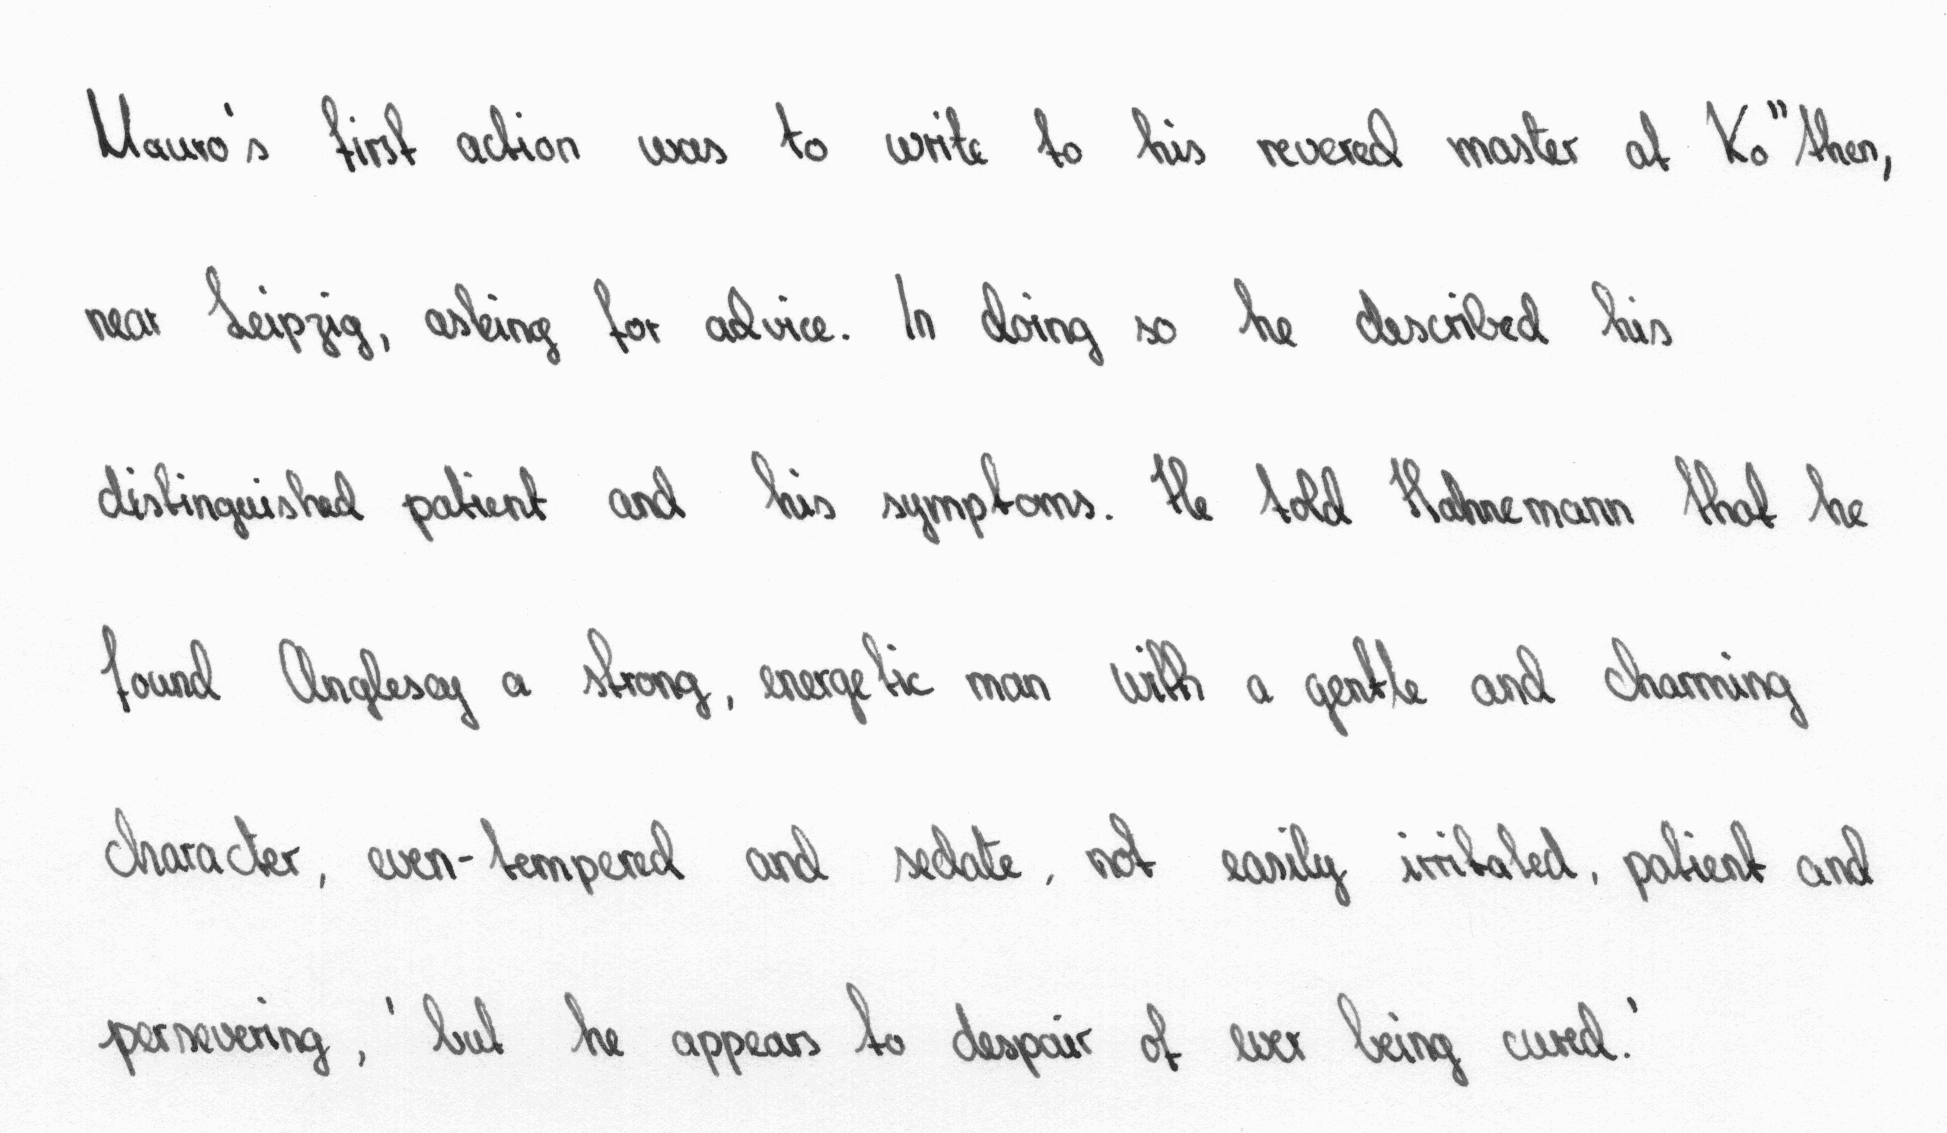 Mauro's first action was to write to his revered master at Ko"then,
near Leipzig, asking for advice. In doing so he described his
distinguished patient and his symptoms. He told Hahnemann that he
found Anglesey a strong, energetic man with a gentle and charming
character, even-tempered and sedate, not easily irritated, patient and
persevering, 'but he appears to despair of ever being cured.'